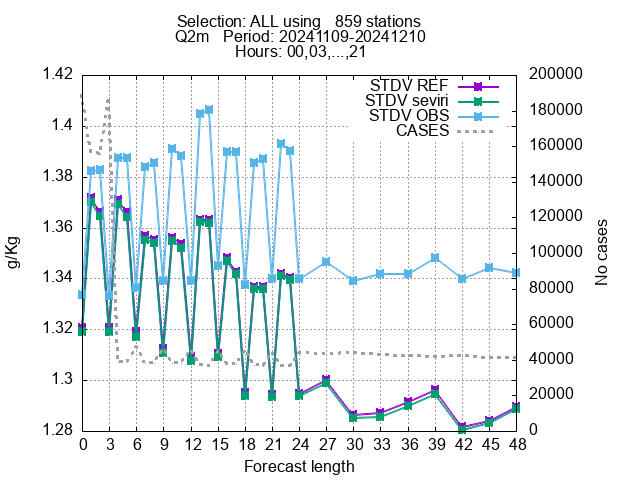 Selection: ALL using   859 stations
Q2m   Period: 20241109-20241210
Hours: 00,03,...,21
STDV REF
STDV seviri
STDV OBS
CASES
1.42
1.4
1.38
1.36
1.34
1.32
1.3
1.28
g/Kg
200000
180000
160000
140000
120000
100000
80000
60000
40000
20000
0
No cases
0 3 6 9 12 15 18 21 24 27 30 33 36 39 42 45 48
Forecast length